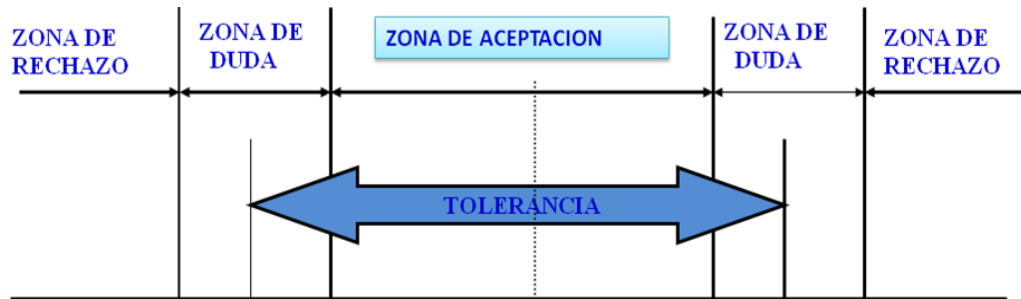 ZONA DE
RECHAZO
ZONA DE
DUDA
ZONA DE ACEPTACION
ZONA DE
DUDA
ZONA DE
RECHAZO
TOLERANCIA